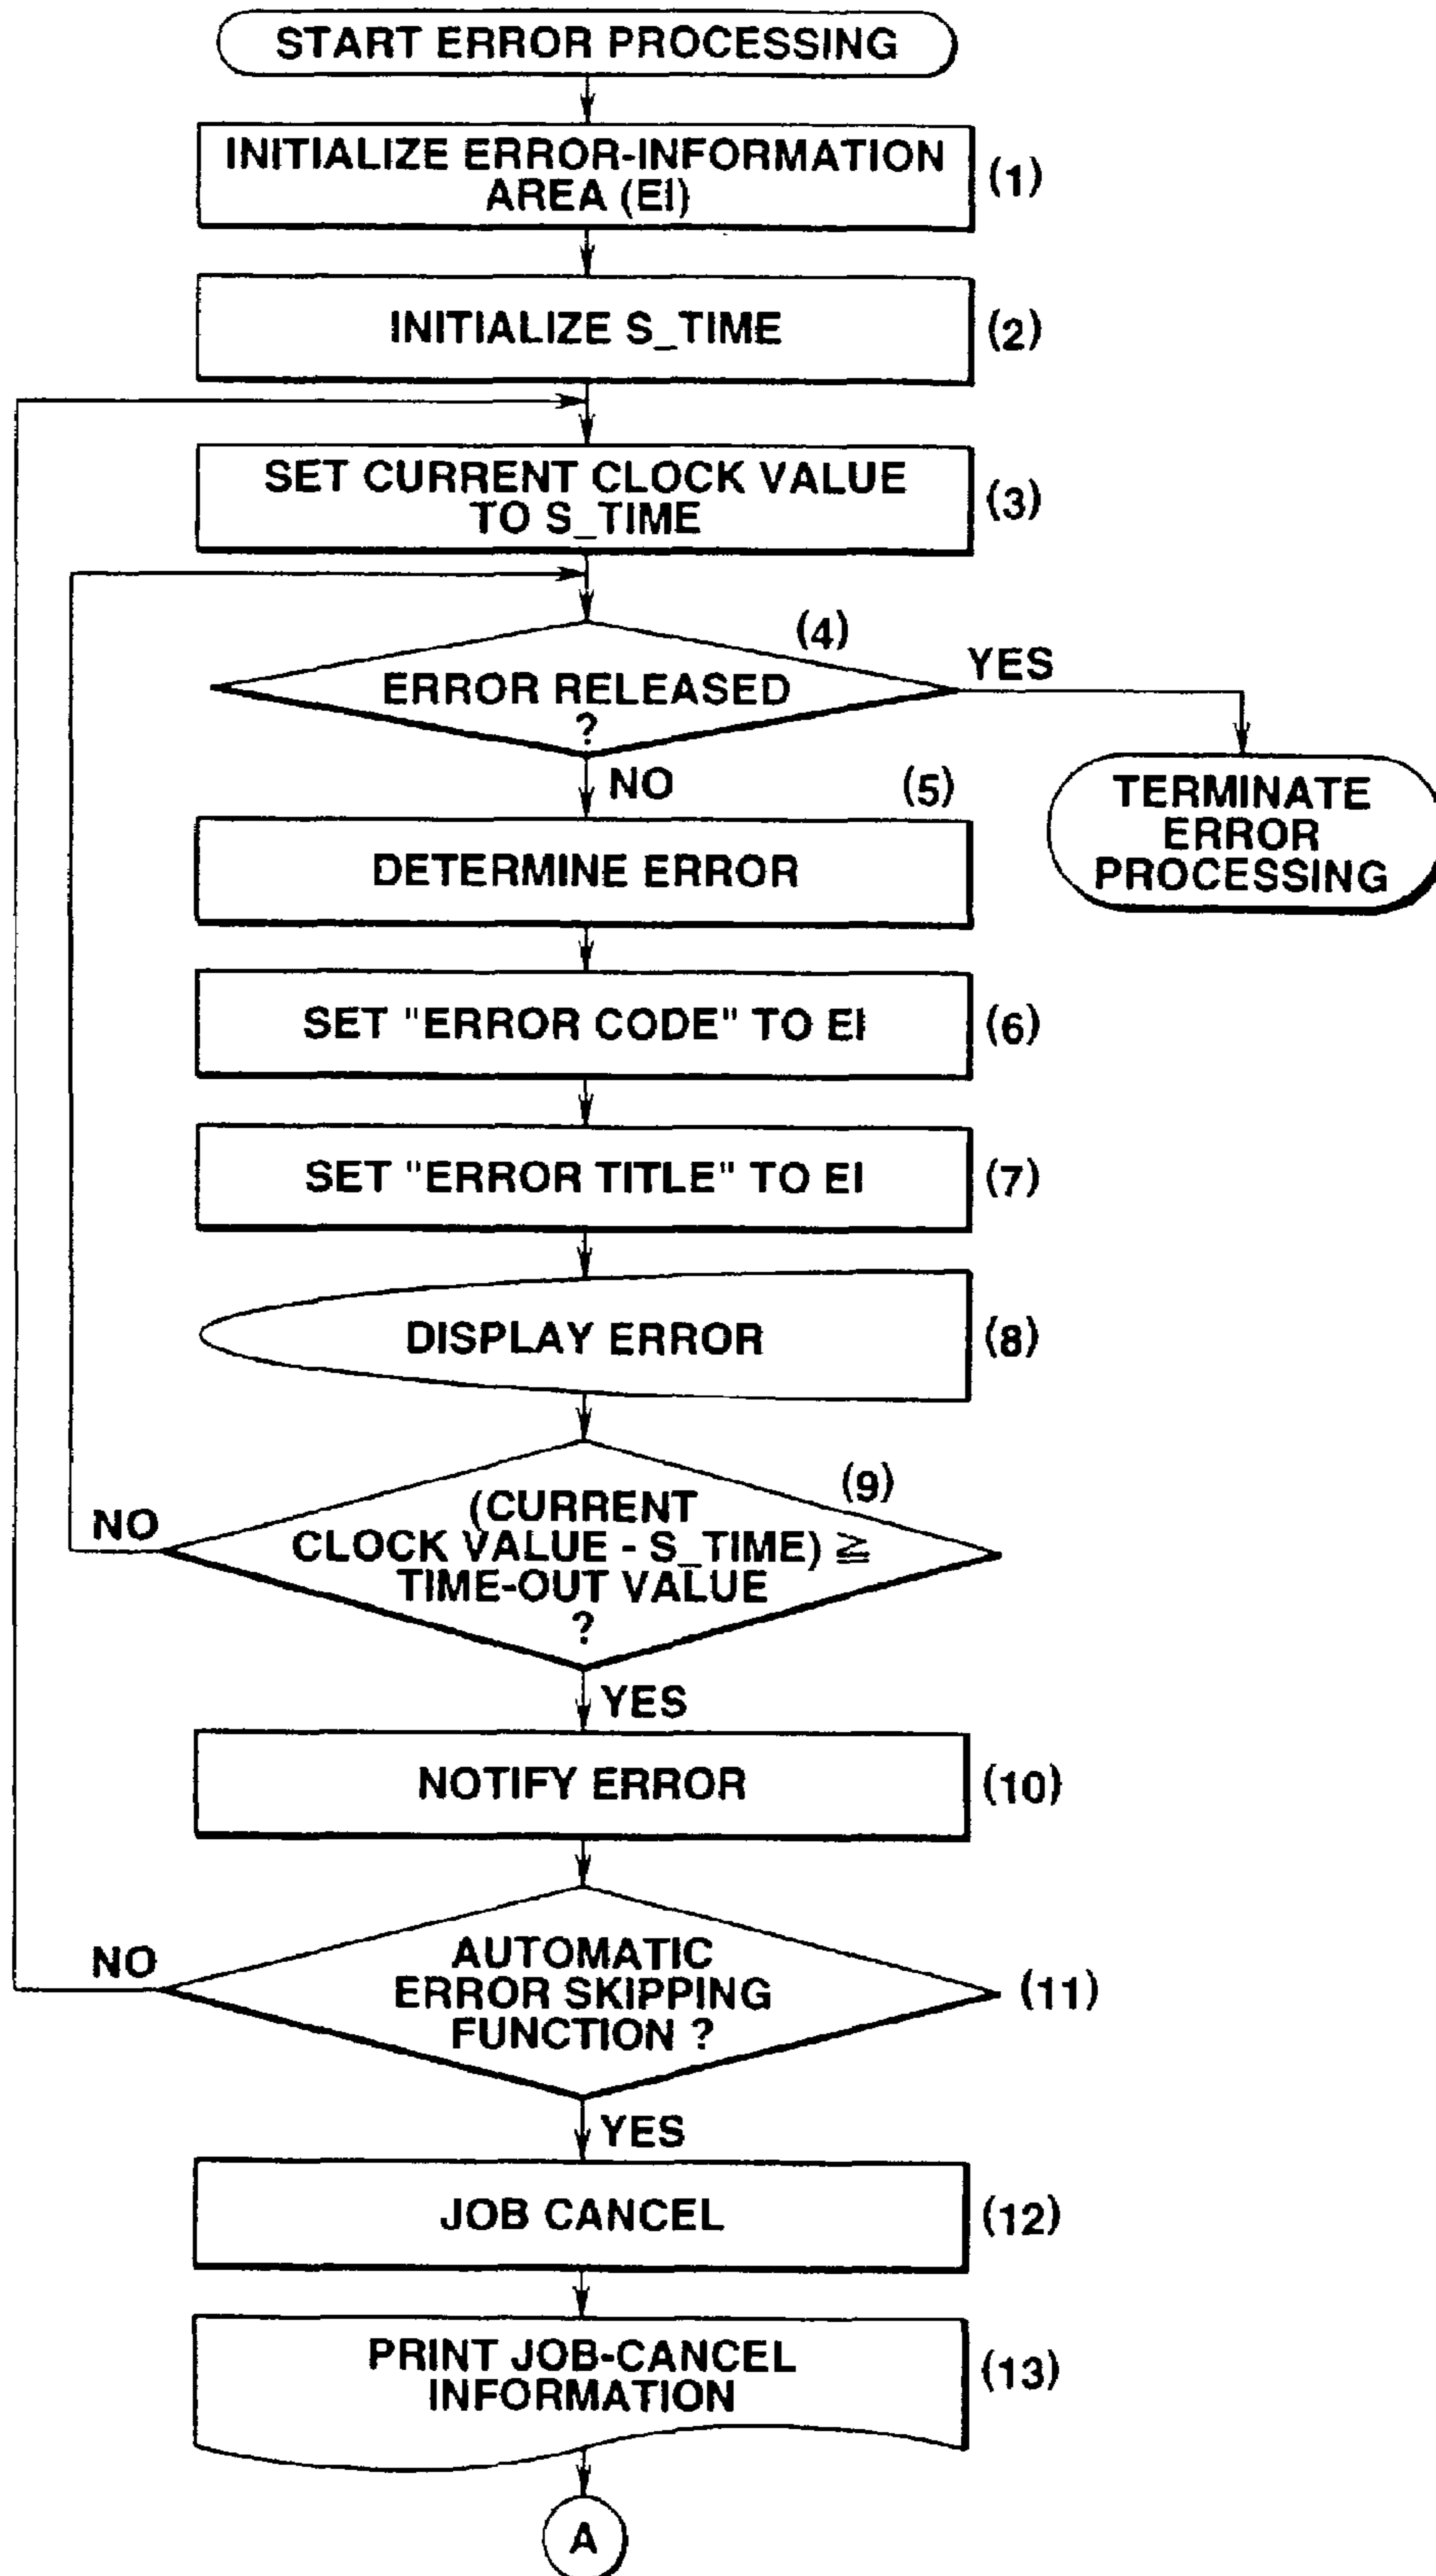 START ERROR PROCESSING
INITIALIZE ERROR-INFORMATION
AREA (EI)
(1)
INITIALIZE S_TIME
(2)
SET CURRENT CLOCK VALUE
TO S_TIME
(3)
(4)
ERROR RELEASED
?
YES
NO
TERMINATE
ERROR
PROCESSING
(5)
DETERMINE ERROR
SET "ERROR CODE" TO EI
(6)
SET "ERROR TITLE" TO EI
(7)
DISPLAY ERROR
(8)
(9)
(CURRENT
CLOCK VALUE - S_TIME) ≧
TIME-OUT VALUE
?
NO
YES
NOTIFY ERROR
(10)
AUTOMATIC
ERROR SKIPPING
FUNCTION ?
(11)
NO
YES
JOB CANCEL
(12)
PRINT JOB-CANCEL
INFORMATION
(13)
A